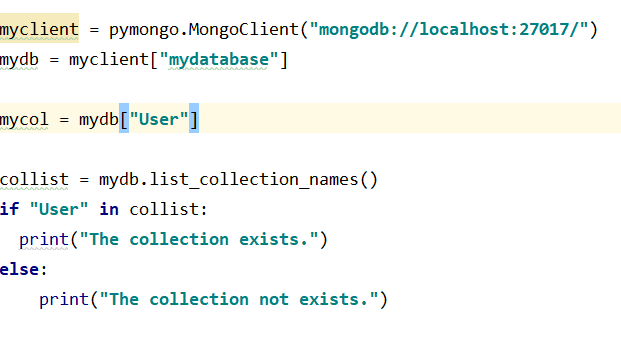 myclient = pymongo.MongoClient("mongodb://localhost:27017/")
mydb = myclient["mydatabase"]
mycol = mydb["User"]
collist = mydb.list_collection_names()
if "User" in collist:
  print("The collection exists.")
else:
    print("The collection not exists.")